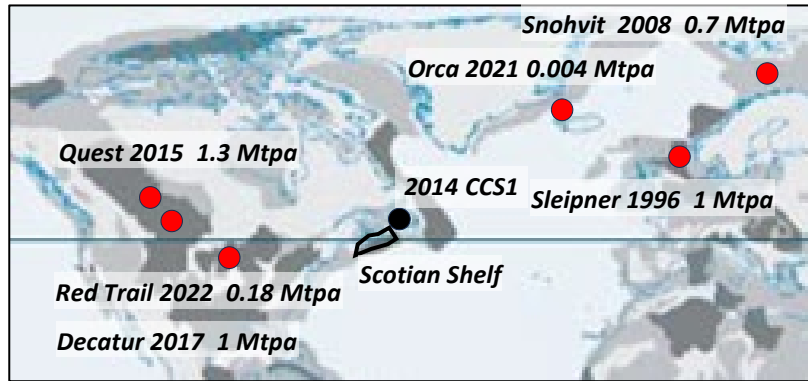 Snohvit 2008 0.7 Mtpa
Orca 2021 0.004 Mtpa
Quest 2015 1.3 Mtpa
2014 CCS1
Sleipner 1996 1 Mtpa
Scotian Shelf
Red Trail 2022 0.18 Mtpa
Decatur 2017 1 Mtpa